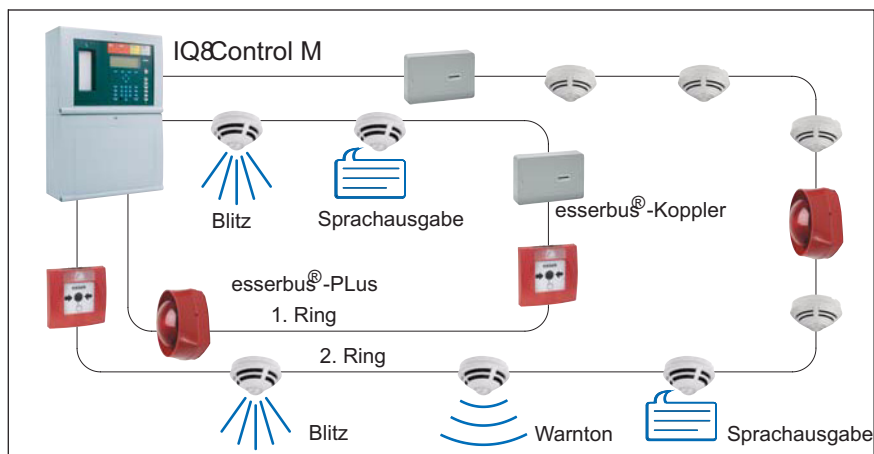 IQ8Control M
Blitz
Sprachausgabe
esserbus®-Koppler
esserbus®-PLus
1. Ring
2. Ring
Blitz
Warnton
Sprachausgabe